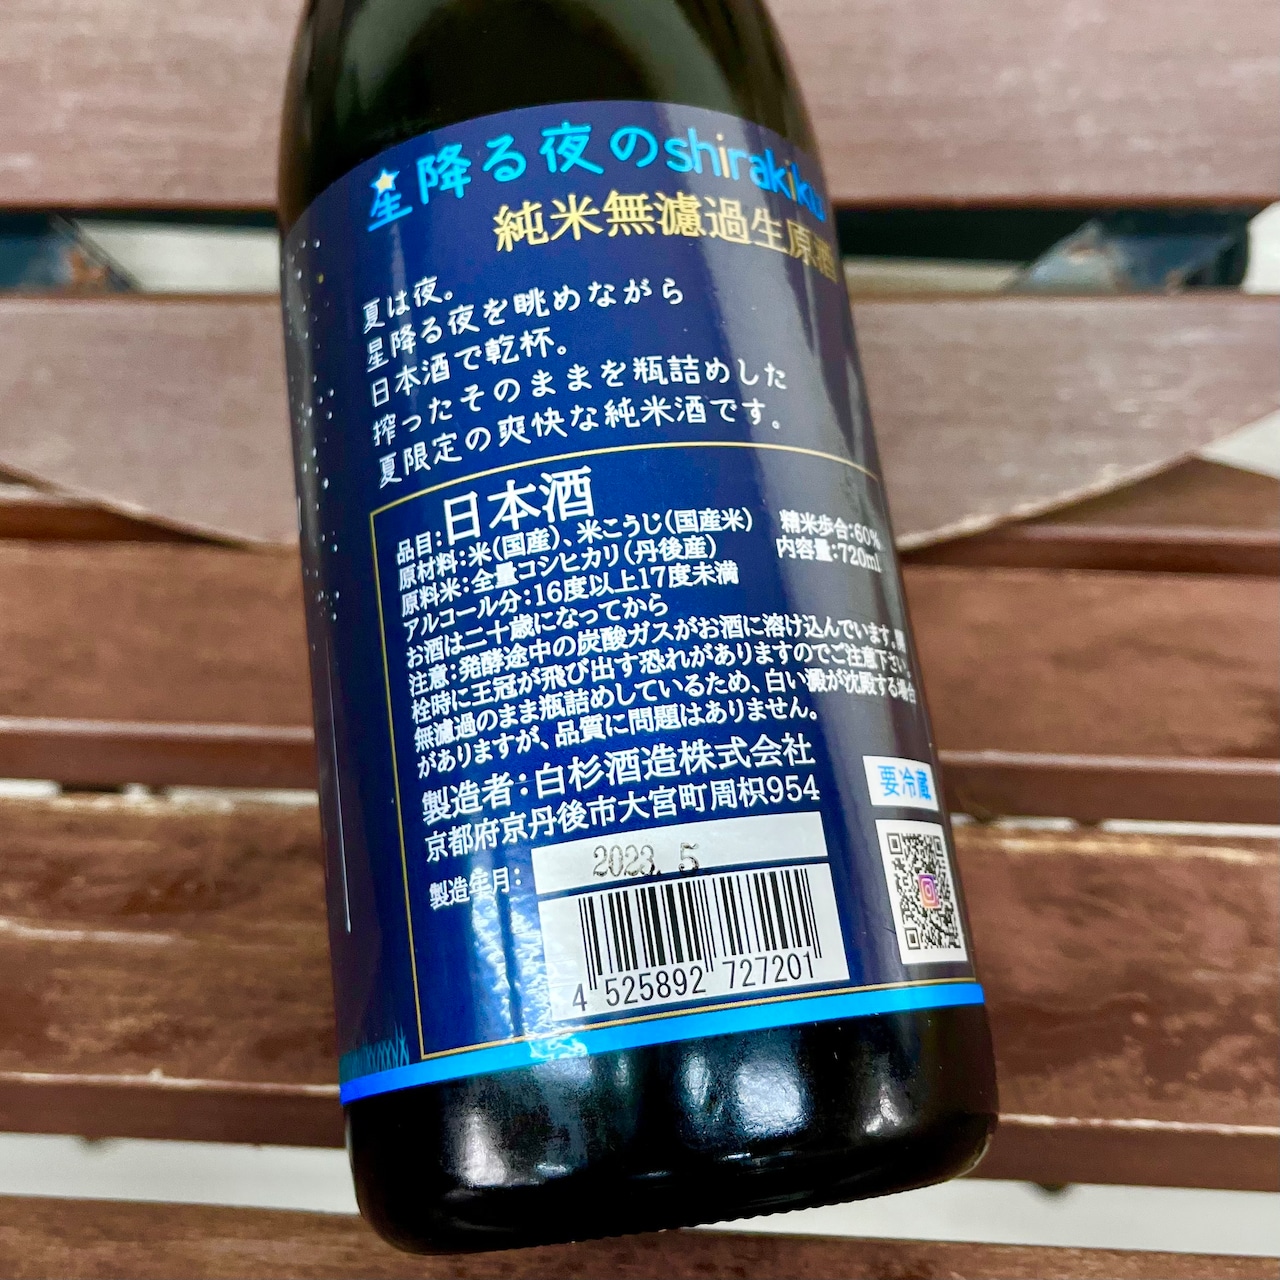 星降る夜のshirakiku
純米無濾過生原酒
夏は夜。
星降る夜を眺めながら
日本酒で乾杯。
搾ったそのままを瓶詰めした
夏限定の爽快な純米酒です。
品目：日本酒
原材料：米（国産）、米こうじ（国産米） 精米歩合：60%
原料米：全量コシヒカリ（丹後産） 内容量：720ml
アルコール分：16度以上17度未満
お酒は二十歳になってから
注意：発酵途中の炭酸ガスがお酒に溶け込んでいます。開
栓時に王冠が飛び出す恐れがありますのでご注意下さい。
無濾過のまま瓶詰めしているため、白い澱が沈殿する場合
がありますが、品質に問題はありません。
製造者：白杉酒造株式会社
京都府京丹後市大宮町周枳954
要冷蔵
製造年月：2023. 5
4 525892 727201